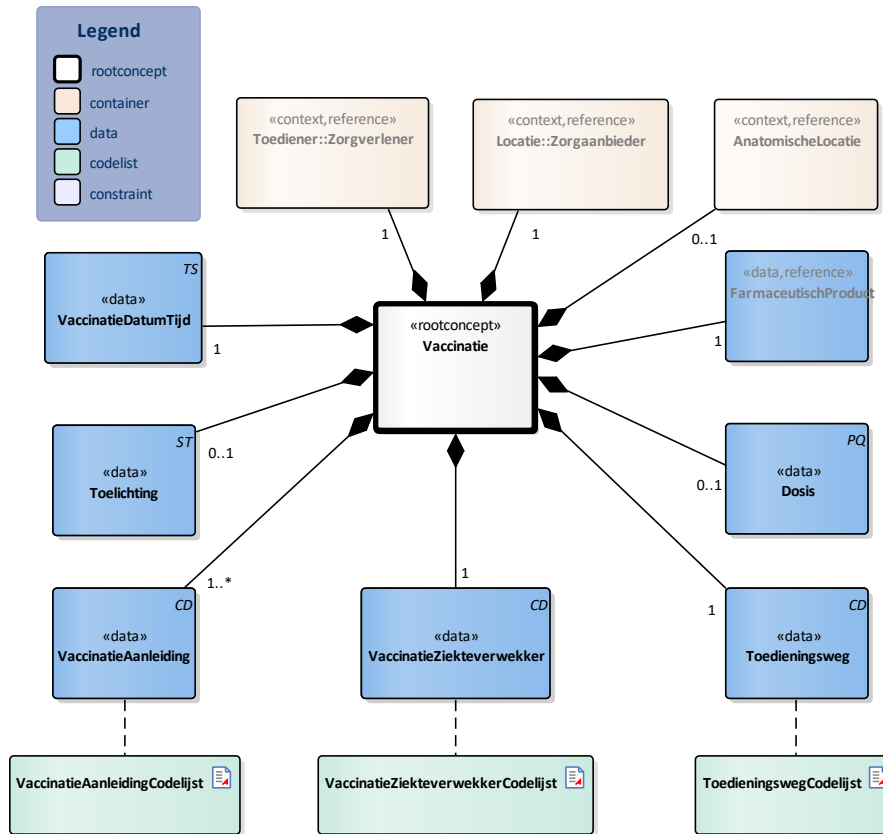 Legend
rootconcept
container
data
codelist
constraint
«context,reference»
Toediener::Zorgverlener
«context,reference»
Locatie::Zorgaanbieder
«context,reference»
AnatomischeLocatie
1
1
0..1
TS
«data»
VaccinatieDatumTijd
1
«rootconcept»
Vaccinatie
«data,reference»
FarmaceutischProduct
1
ST
«data»
Toelichting
0..1
PQ
«data»
Dosis
0..1
1..*
1
1
CD
«data»
VaccinatieAanleiding
CD
«data»
VaccinatieZiekteverwekker
CD
«data»
Toedieningsweg
VaccinatieAanleidingCodelijst
VaccinatieZiekteverwekkerCodelijst
ToedieningswegCodelijst